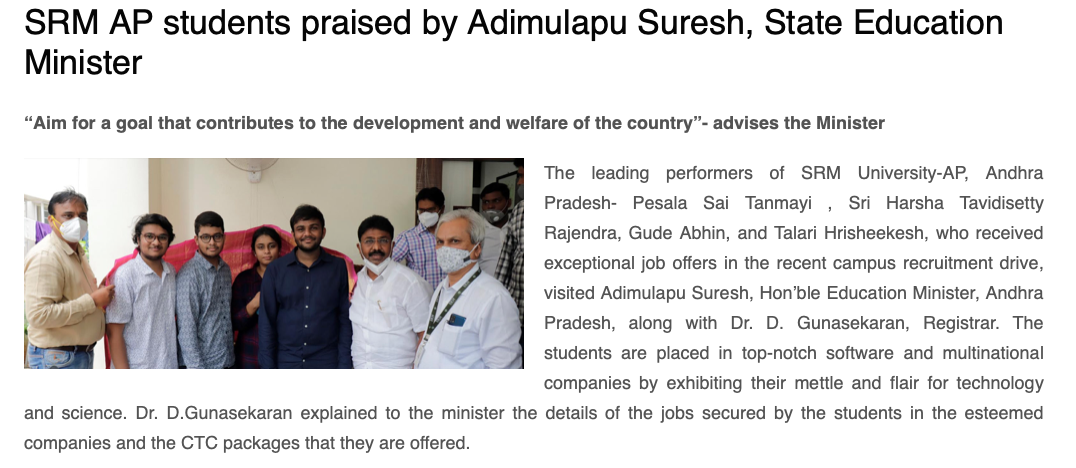 SRM AP students praised by Adimulapu Suresh, State Education
Minister
“Aim for a goal that contributes to the development and welfare of the country”- advises the Minister
The leading performers of SRM University-AP, Andhra
Pradesh- Pesala Sai Tanmayi , Sri Harsha Tavidisetty
Rajendra, Gude Abhin, and Talari Hrisheekesh, who received
exceptional job offers in the recent campus recruitment drive,
visited Adimulapu Suresh, Hon’ble Education Minister, Andhra
Pradesh, along with Dr. D. Gunasekaran, Registrar. The
students are placed in top-notch software and multinational
companies by exhibiting their mettle and flair for technology
and science. Dr. D.Gunasekaran explained to the minister the details of the jobs secured by the students in the esteemed
companies and the CTC packages that they are offered.